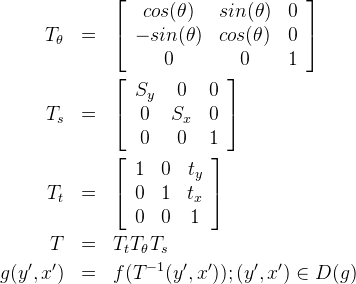 T_θ = [ cos(θ) sin(θ) 0
-sin(θ) cos(θ) 0
0 0 1 ]
T_s = [ S_y 0 0
0 S_x 0
0 0 1 ]
T_t = [ 1 0 t_y
0 1 t_x
0 0 1 ]
T = T_t T_θ T_s
g(y′, x′) = f(T⁻¹(y′, x′)); (y′, x′) ∈ D(g)